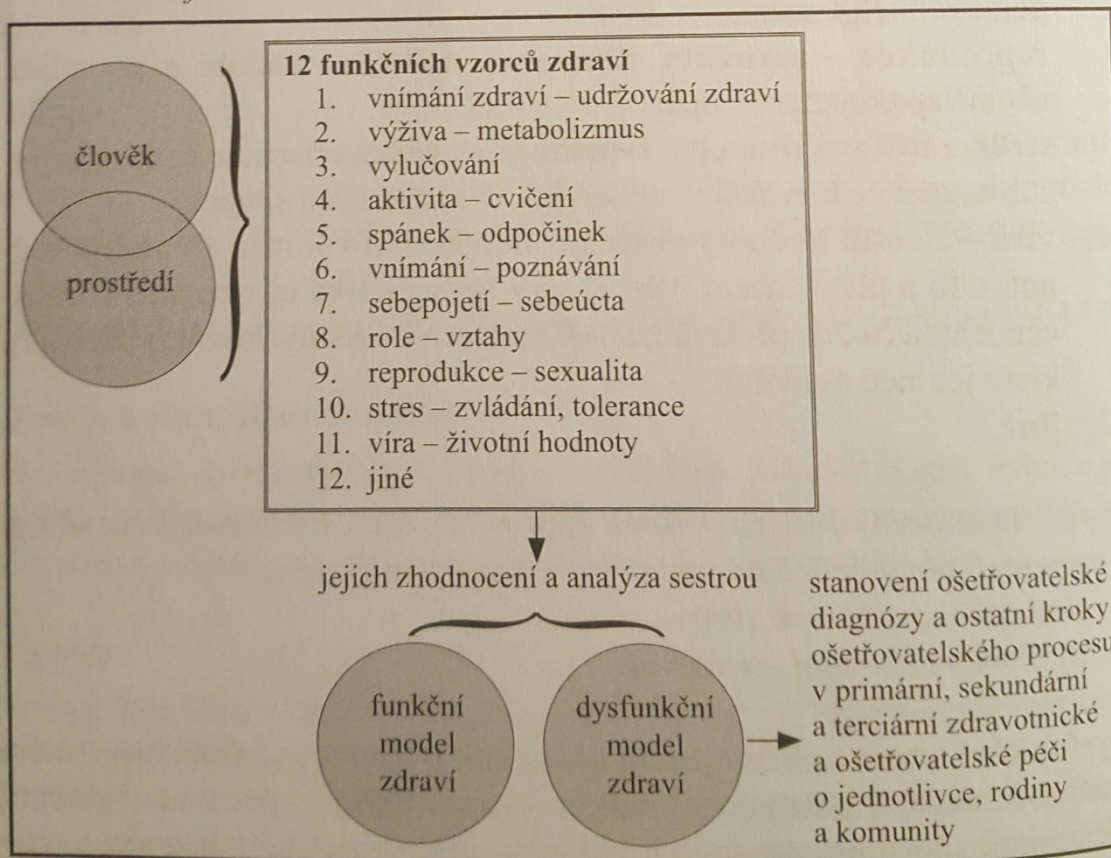 člověk
prostředí
12 funkčních vzorců zdraví
1. vnímání zdraví – udržování zdraví
2. výživa – metabolizmus
3. vylučování
4. aktivita – cvičení
5. spánek – odpočinek
6. vnímání – poznávání
7. sebepojetí – sebeúcta
8. role – vztahy
9. reprodukce – sexualita
10. stres – zvládání, tolerance
11. víra – životní hodnoty
12. jiné
jejich zhodnocení a analýza sestrou
funkční
model
zdraví
dysfunkční
model
zdraví
stanovení ošetřovatelské
diagnózy a ostatní kroky
ošetřovatelského procesu
v primární, sekundární
a terciární zdravotnické
a ošetřovatelské péči
o jednotlivce, rodiny
a komunity